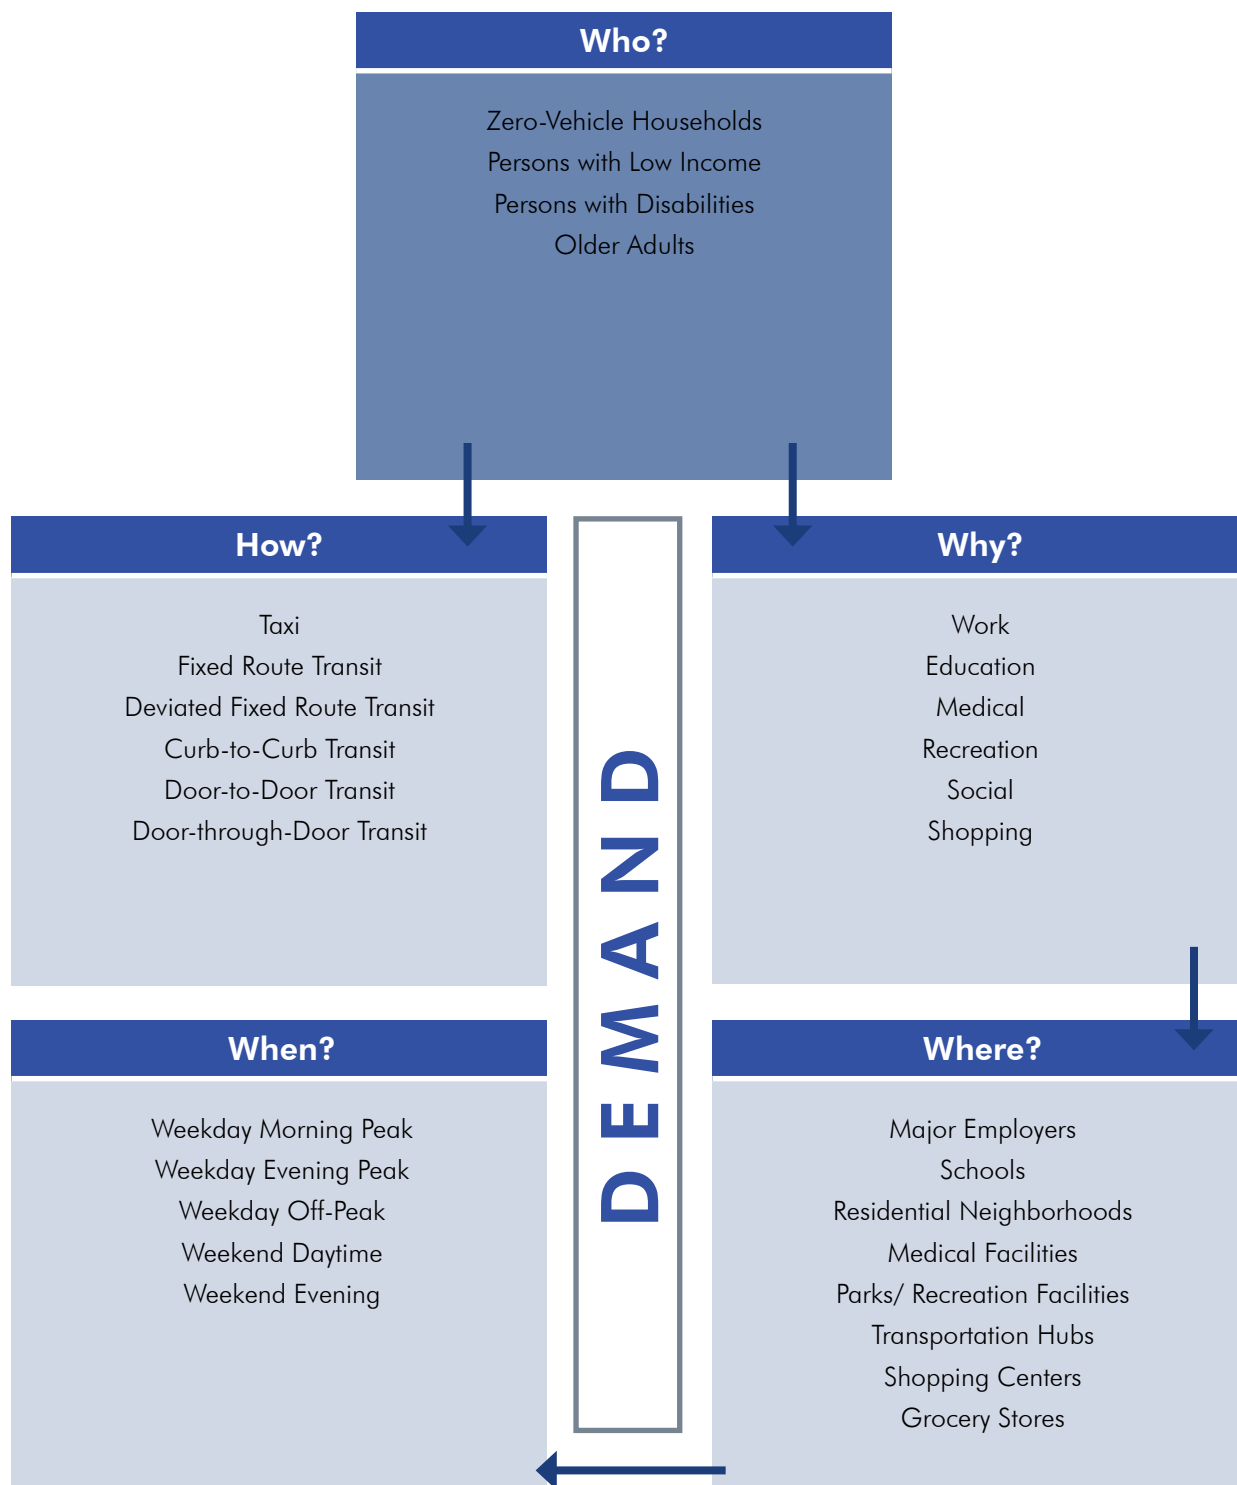 Who?
Zero-Vehicle Households
Persons with Low Income
Persons with Disabilities
Older Adults
How?
Taxi
Fixed Route Transit
Deviated Fixed Route Transit
Curb-to-Curb Transit
Door-to-Door Transit
Door-through-Door Transit
DEMAND
Why?
Work
Education
Medical
Recreation
Social
Shopping
When?
Weekday Morning Peak
Weekday Evening Peak
Weekday Off-Peak
Weekend Daytime
Weekend Evening
Where?
Major Employers
Schools
Residential Neighborhoods
Medical Facilities
Parks/ Recreation Facilities
Transportation Hubs
Shopping Centers
Grocery Stores